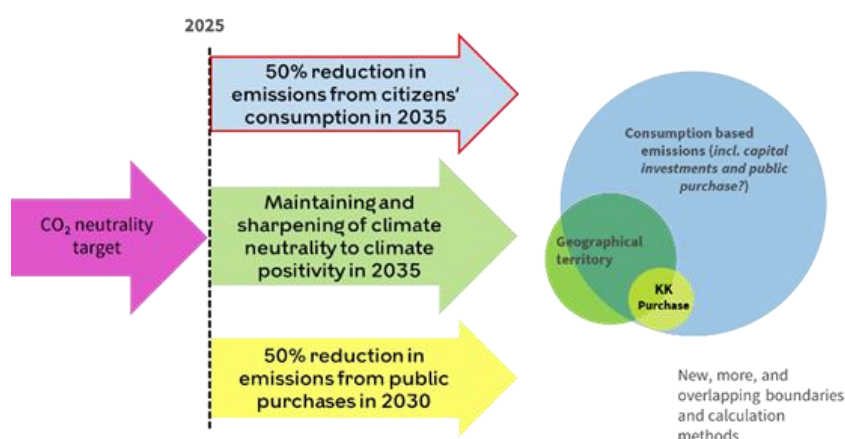 2025
50% reduction in
emissions from citizens'
consumption in 2035
CO₂ neutrality
target
Maintaining and
sharpening of climate
neutrality to climate
positivity in 2035
50% reduction in
emissions from public
purchases in 2030
Consumption based
emissions (incl. capital
investments and public
purchase?)
Geographical
territory
KK
Purchase
New, more, and
overlapping boundaries
and calculation
methods